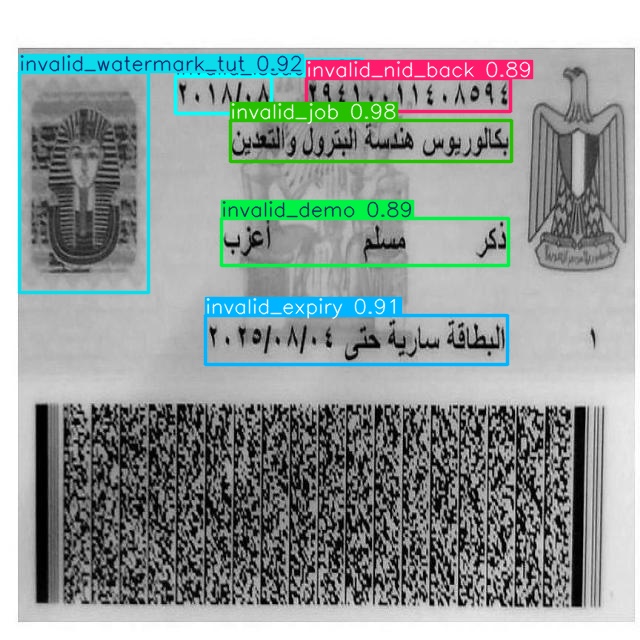 invalid_watermark_tut 0.92
invalid_nid_back 0.89
٢٩٤١٠٠١١٤٠٨٥٩٤ ٢٠١٨/٠٨
invalid_job 0.98
بكالوريوس هندسة البترول والتعدين
invalid_demo 0.89
ذكر مسلم أعزب
invalid_expiry 0.91
١ البطاقة سارية حتى ٢٠٢٥/٠٨/٠٤